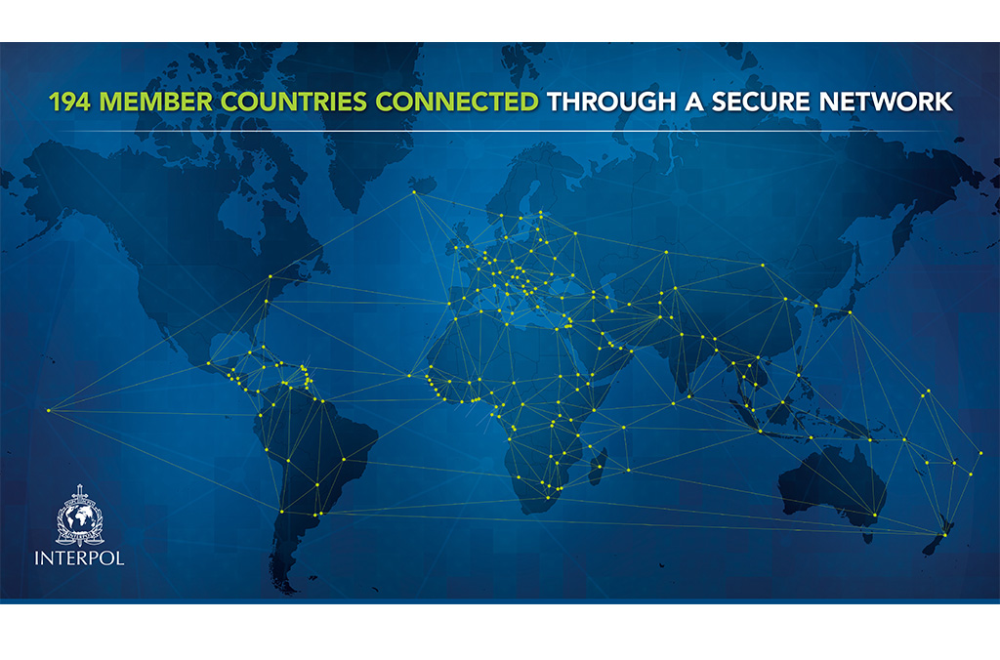 194 MEMBER COUNTRIES CONNECTED THROUGH A SECURE NETWORK
INTERPOL